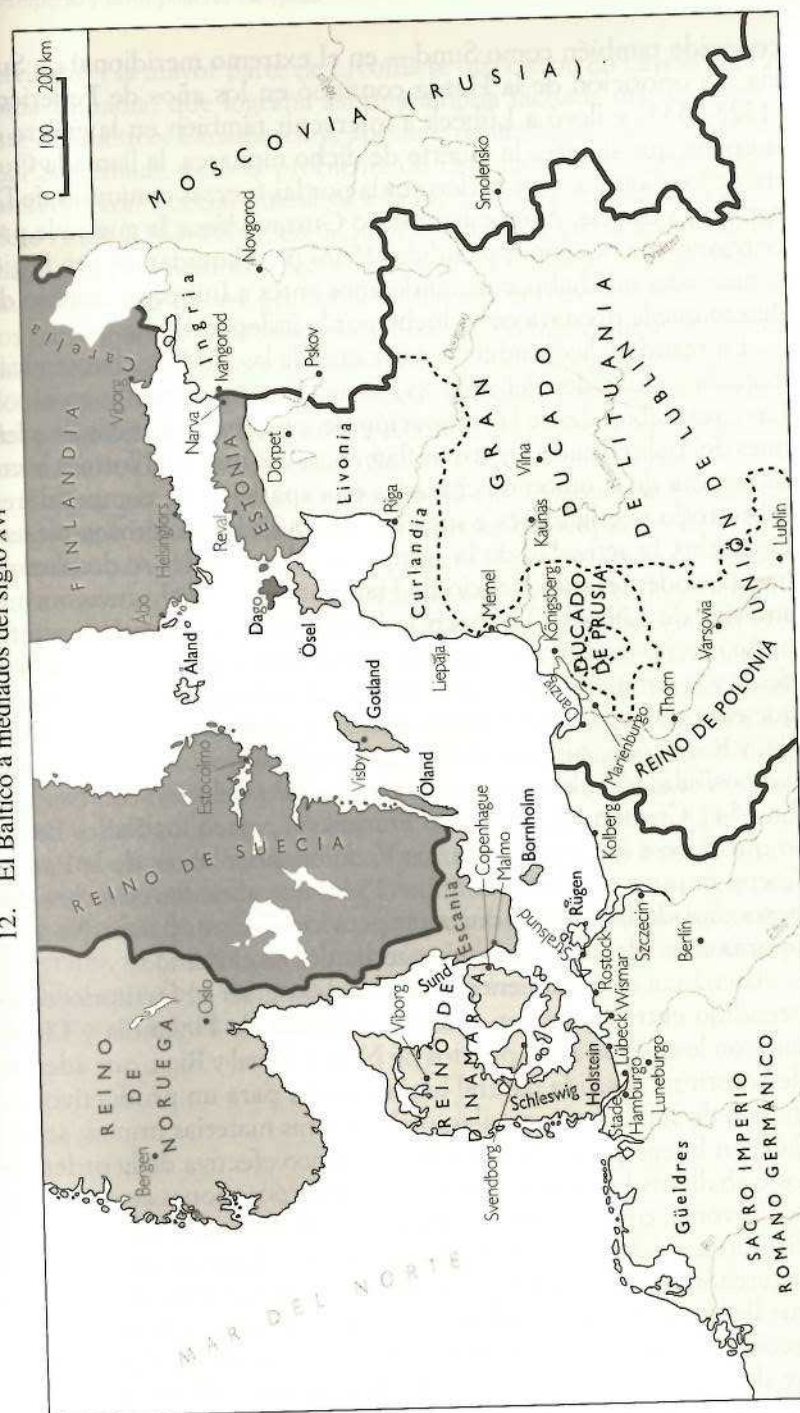 12. El Báltico a mediados del siglo XVI
0 100 200 km
MOSCOVIA (RUSIA)
FINLANDIA
Carelia
Viborg
Helsingfors
Åbo
Åland
Ingria
Novgorod
Narva
Ivangorod
Reval
ESTONIA
Dorpet
Pskov
Dago
Ösel
Livonia
Riga
Smolensko
Curlandia
Liepäja
Memel
GRAN
DUCADO
DE LITUANIA
Vilna
Kaunas
Königsberg
DUCADO
DE PRUSIA
Danzig
Marienburgo
Thorn
Varsovia
Lublin
UNIÓN DE LUBLIN
REINO DE POLONIA
REINO DE SUECIA
Estocolmo
Visby
Gotland
Öland
Escania
Copenhague
Malmo
Bornholm
REINO
DE
NORUEGA
Oslo
Bergen
MAR DEL NORTE
Sund
Viborg
REINO DE
DINAMARCA
Svendborg
Schleswig
Holstein
Stralsund
Rügen
Kolberg
Rostock
Wismar
Lübeck
Szczecin
Berlín
Stade
Hamburgo
Luneburgo
Güeldres
SACRO IMPERIO
ROMANO GERMÁNICO